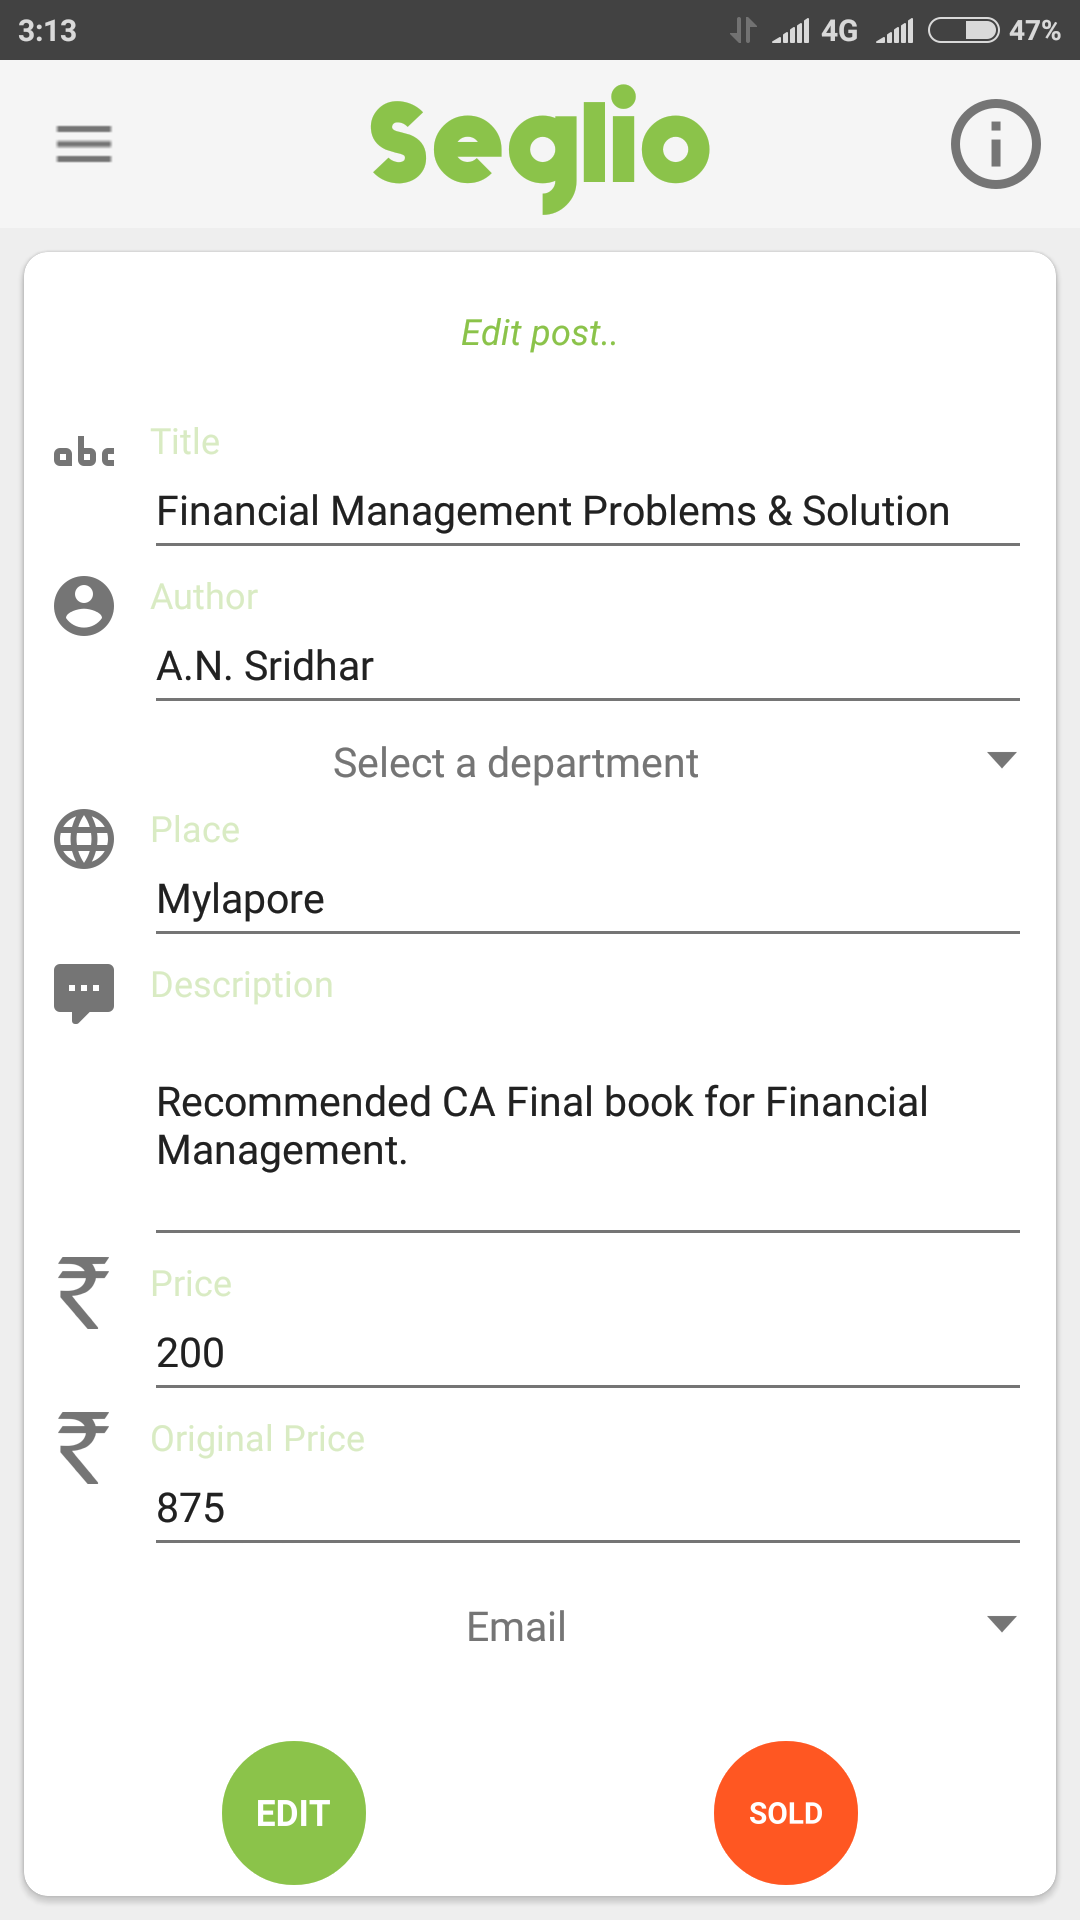 3:13 4G 47%
Seglio
Edit post..
abc Title
Financial Management Problems & Solution
Author
A.N. Sridhar
Select a department
Place
Mylapore
Description
Recommended CA Final book for Financial
Management.
₹ Price
200
₹ Original Price
875
Email
EDIT SOLD